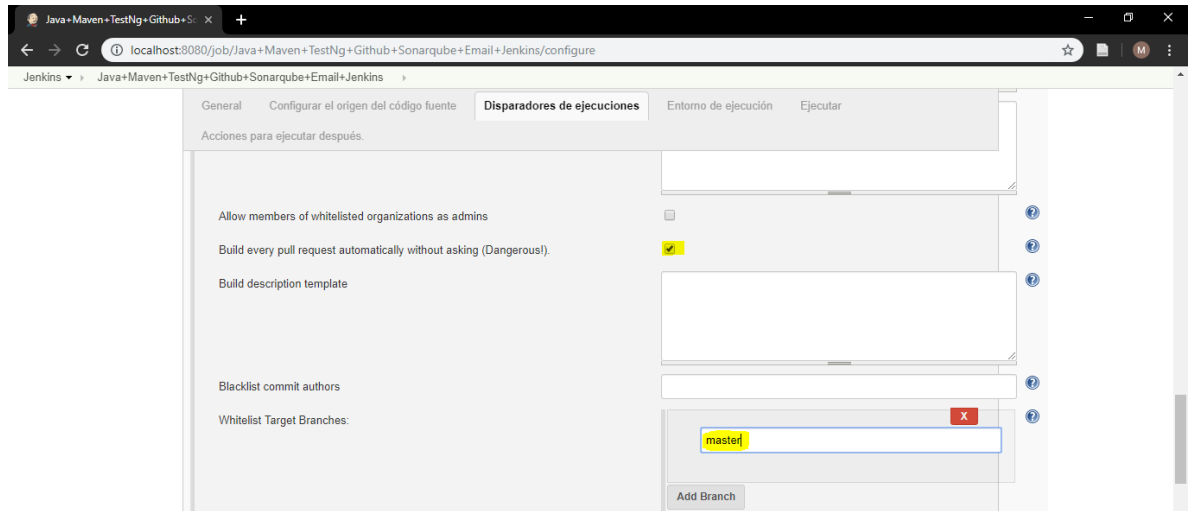 Java+Maven+TestNg+Github+So
localhost:8080/job/Java+Maven+TestNg+Github+Sonarqube+Email+Jenkins/configure
M
Jenkins Java+Maven+TestNg+Github+Sonarqube+Email+Jenkins
General Configurar el origen del código fuente Disparadores de ejecuciones Entorno de ejecución Ejecutar
Acciones para ejecutar después.
Allow members of whitelisted organizations as admins
Build every pull request automatically without asking (Dangerous!).
Build description template
Blacklist commit authors
Whitelist Target Branches:
X
master
Add Branch